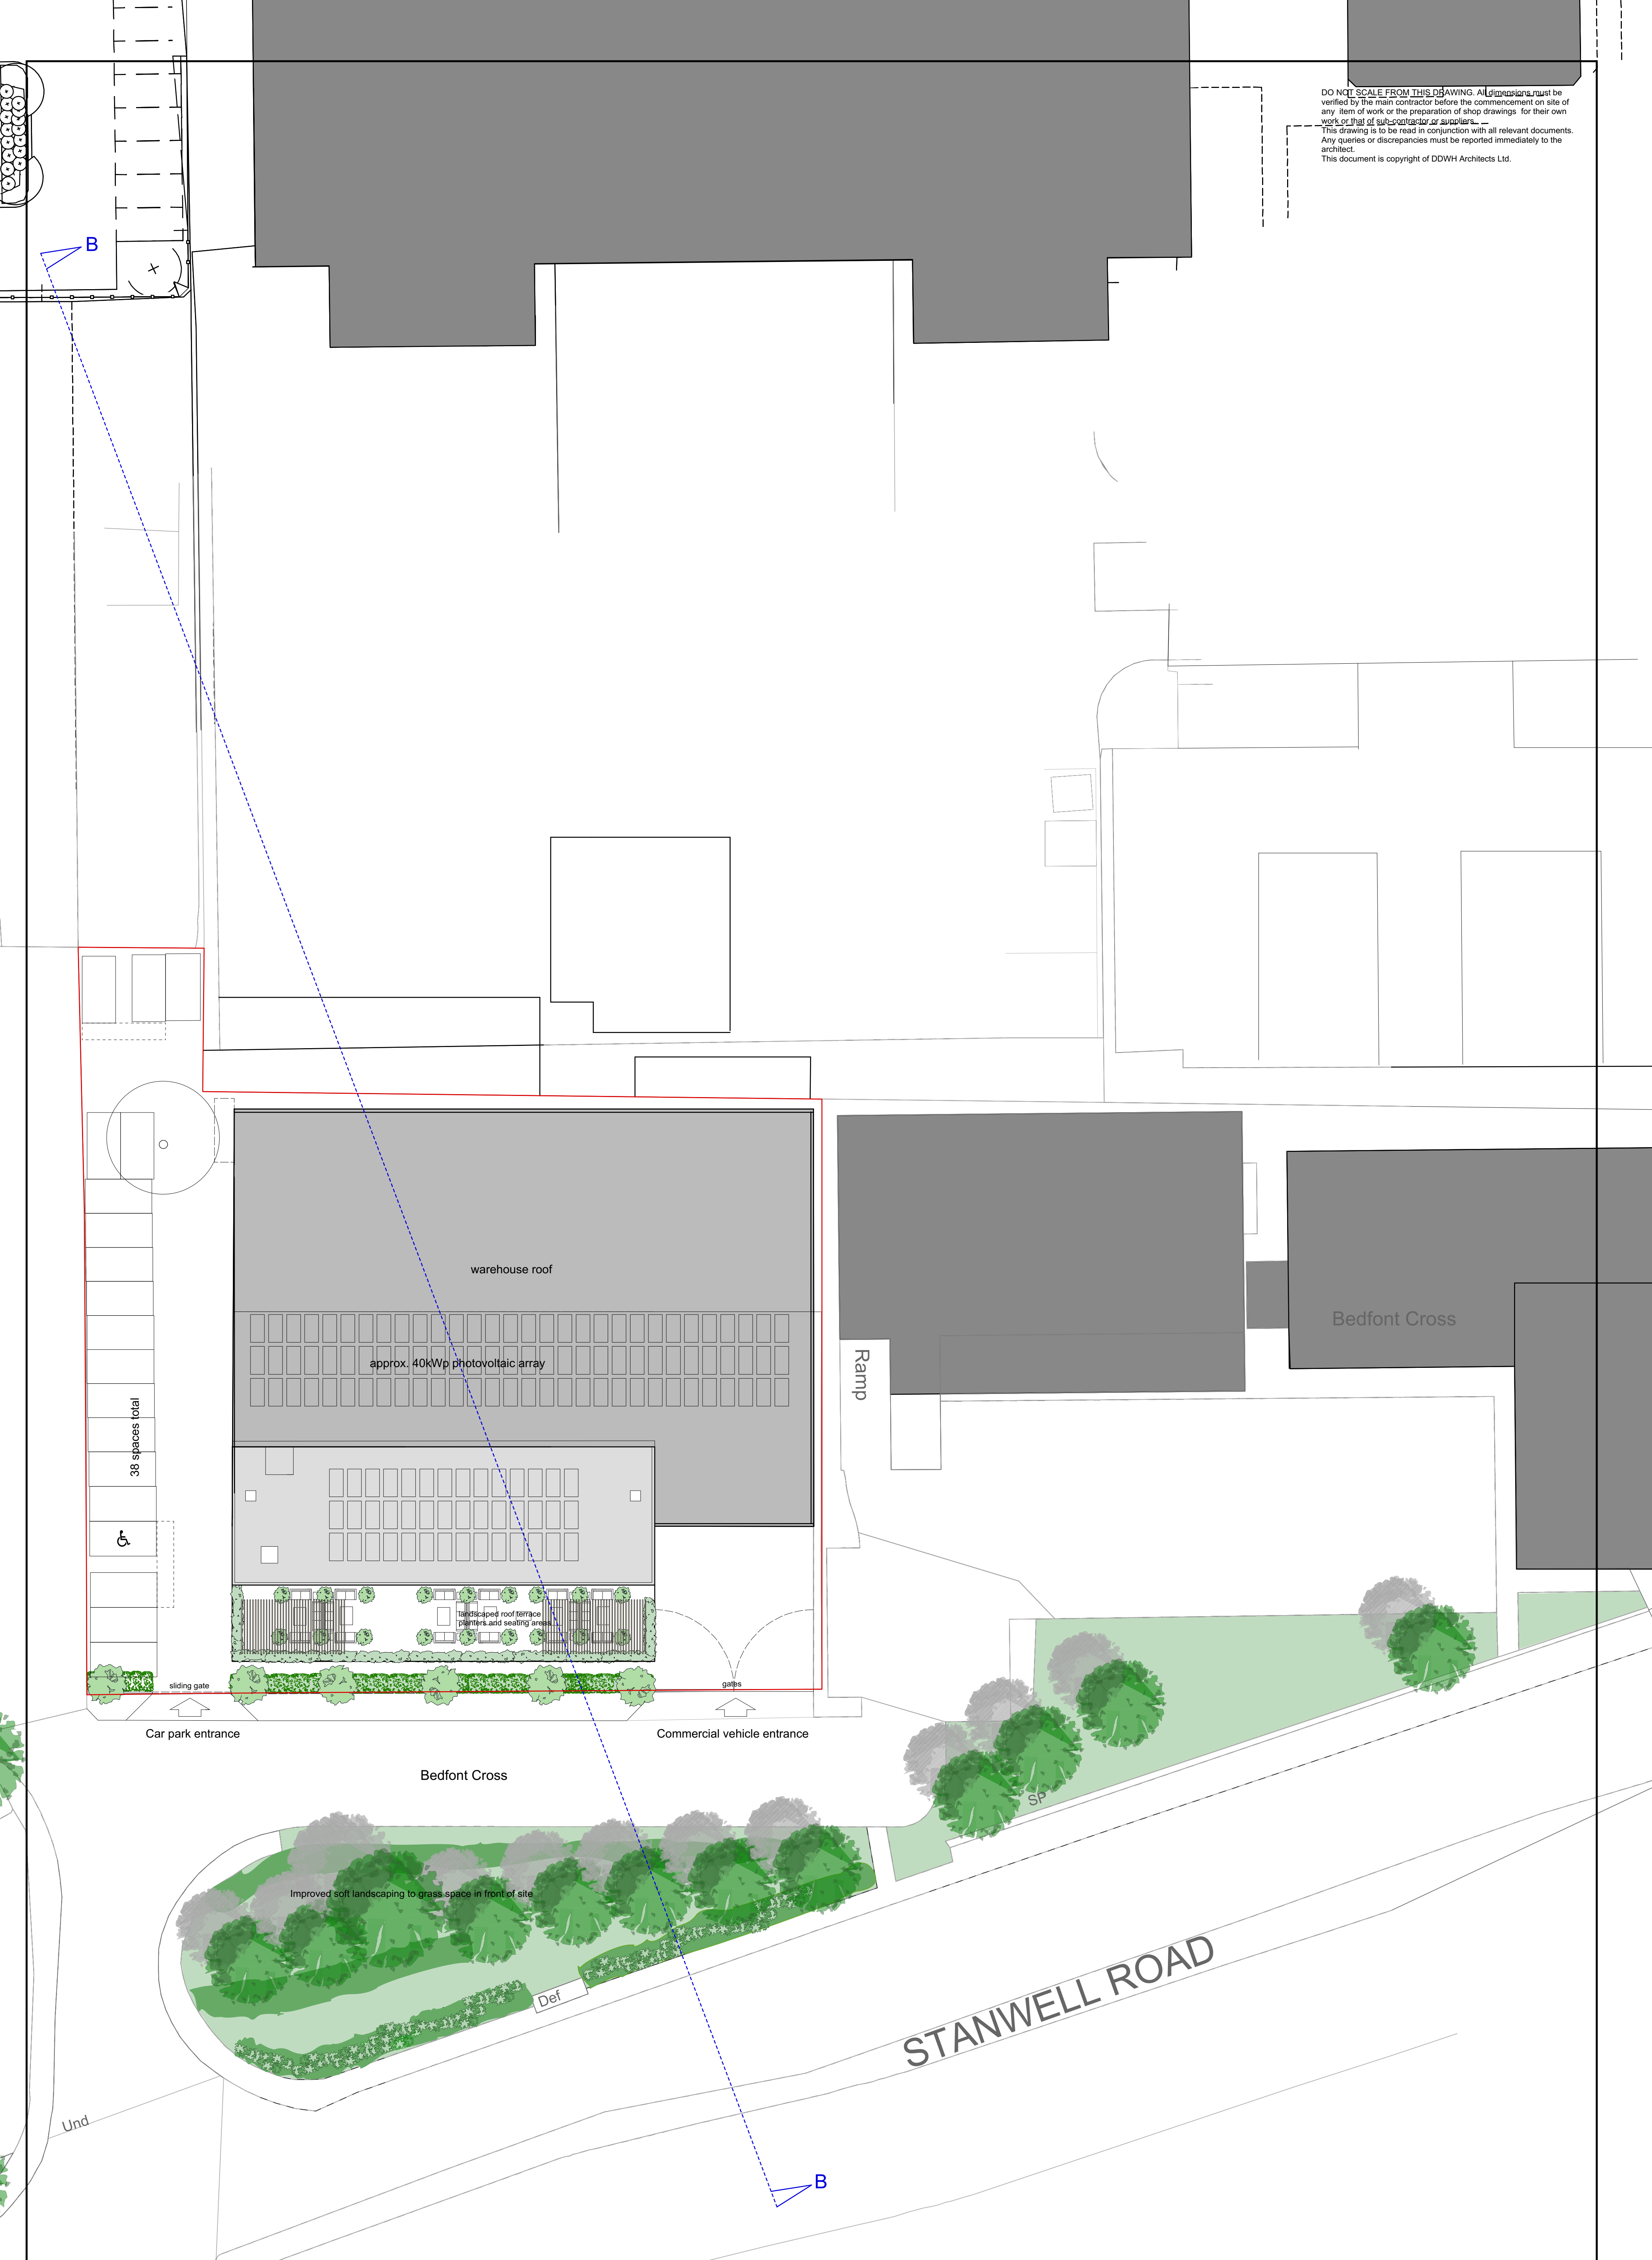 DO NOT SCALE FROM THIS DRAWING. All dimensions must be
verified by the main contractor before the commencement on site of
any item of work or the preparation of shop drawings for their own
work or that of sub-contractor or suppliers.
This drawing is to be read in conjunction with all relevant documents.
Any queries or discrepancies must be reported immediately to the
architect.
This document is copyright of DDWH Architects Ltd.
B
warehouse roof
Bedfont Cross
approx. 40kWp photovoltaic array
Ramp
38 spaces total
landscaped roof terrace
planters and seating areas
sliding gate
gates
Car park entrance
Commercial vehicle entrance
Bedfont Cross
SP
Improved soft landscaping to grass space in front of site
STANWELL ROAD
Def
Und
B